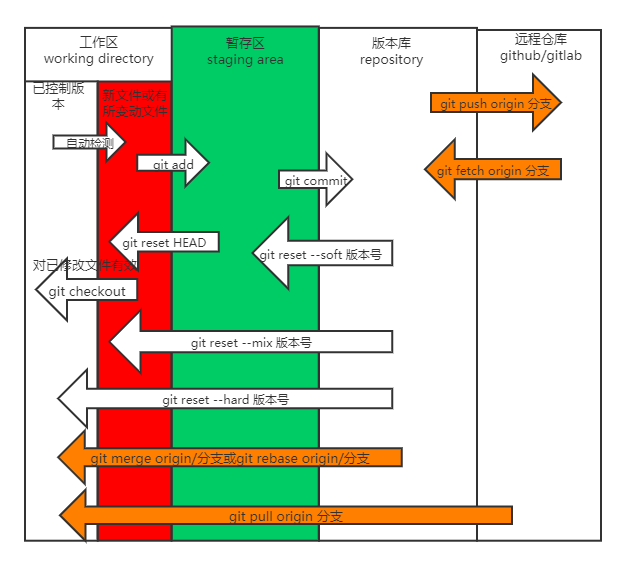 工作区
working directory
暂存区
staging area
版本库
repository
远程仓库
github/gitlab
已控制版
本
新文件或有
所变动文件
git push origin 分支
自动检测
git add
git commit
git fetch origin 分支
git reset HEAD
git reset --soft 版本号
对已修改文件有效
git checkout
git reset --mix 版本号
git reset --hard 版本号
git merge origin/分支或git rebase origin/分支
git pull origin 分支